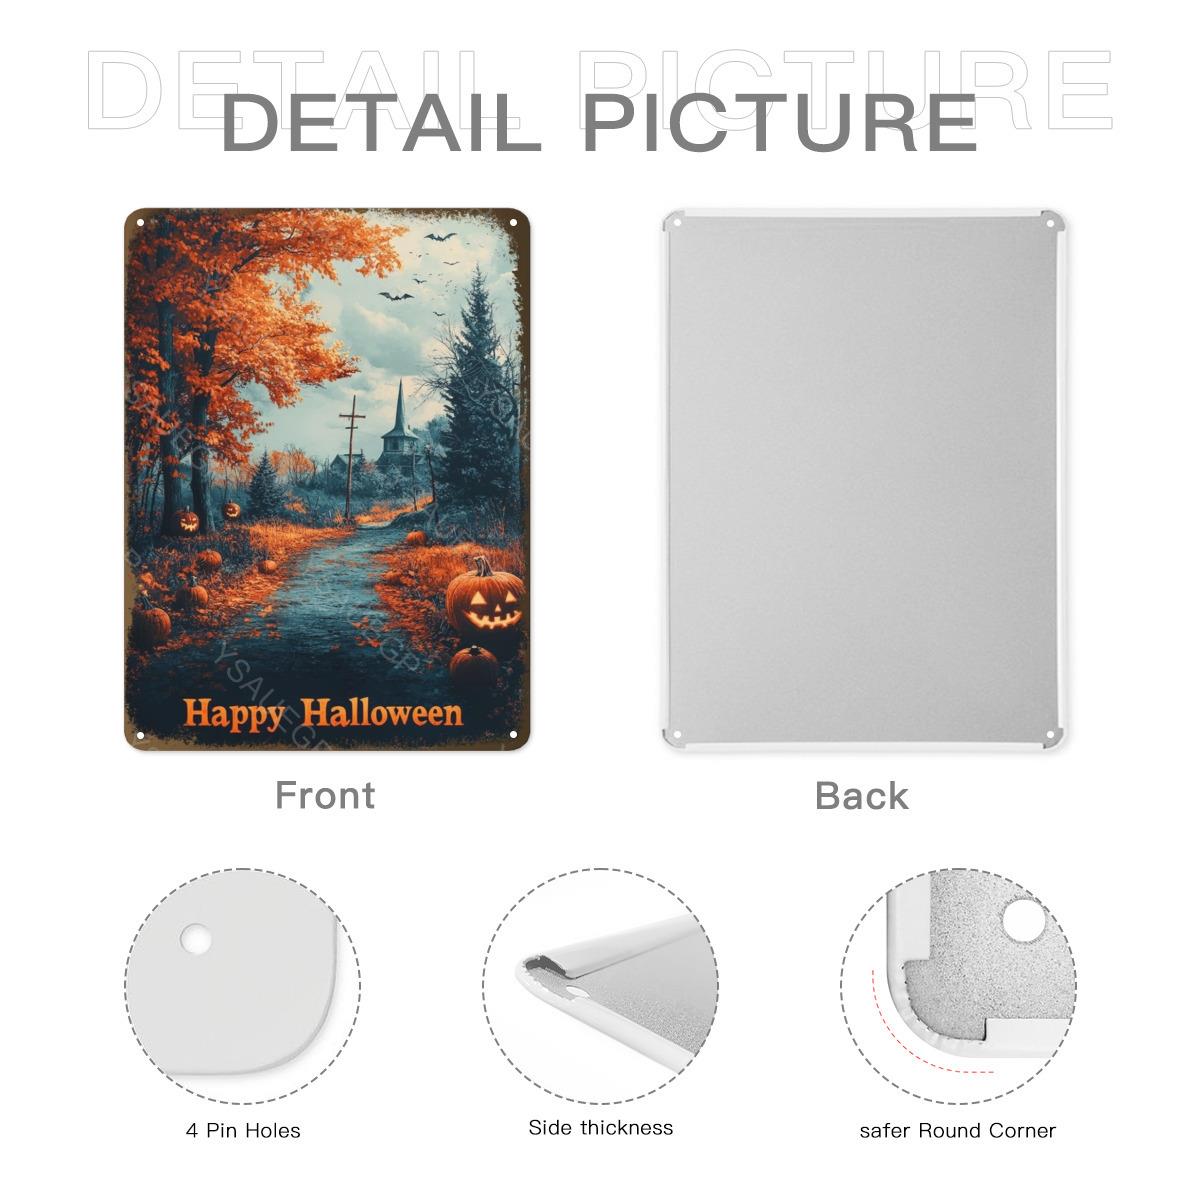 DETAIL PICTURE
DETAIL PICTURE
Happy Halloween
Front
Back
4 Pin Holes
Side thickness
safer Round Corner